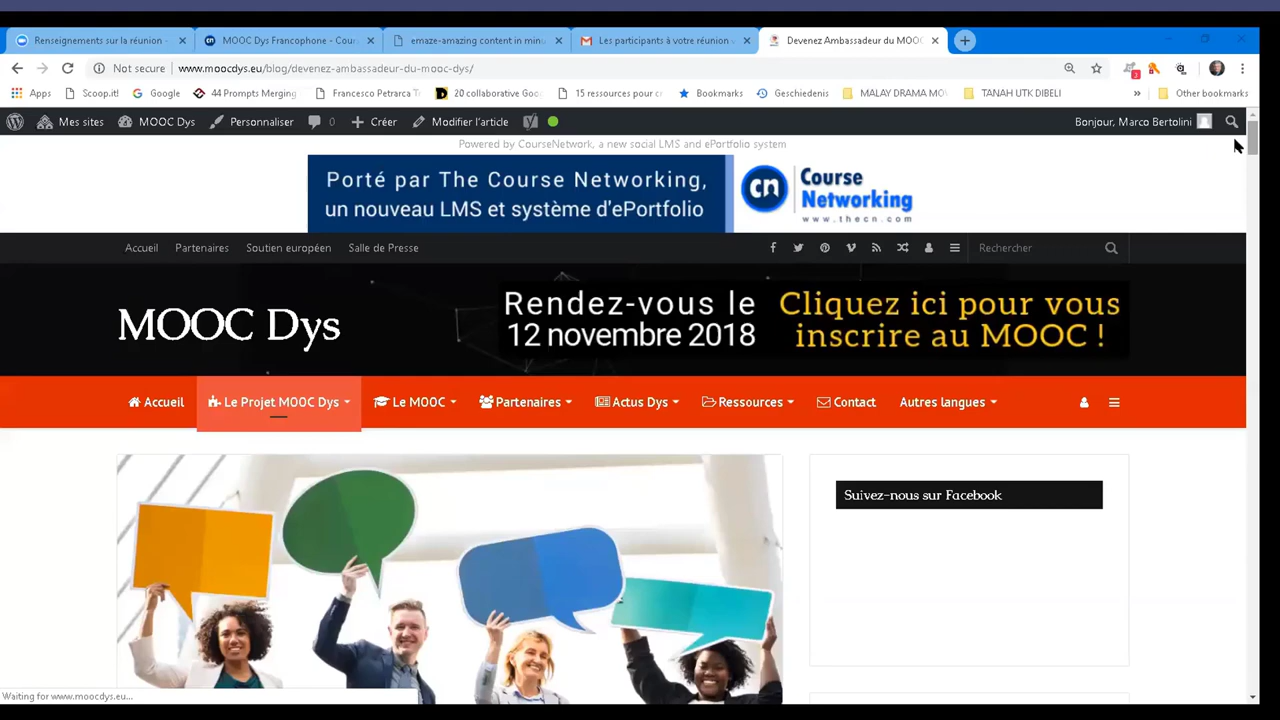 Renseignements sur la réunion -
MOOC Dys Francophone - Cour
emaze-amazing content in minu
Les participants à votre réunion v
Devenez Ambassadeur du MOOC
Not secure
www.moocdys.eu/blog/devenez-ambassadeur-du-mooc-dys/
3
Apps
Scoop.it!
Google
44 Prompts Merging
Francesco Petrarca T
20 collaborative Goo
15 ressources pour cr
Bookmarks
Geschiedenis
MALAY DRAMA MOV
TANAH UTK DIBELI
»
Other bookmarks
Mes sites
MOOC Dys
Personnaliser
0
Créer
Modifier l'article
Bonjour, Marco Bertolini
Powered by CourseNetwork, a new social LMS and ePortfolio system
Porté par The Course Networking,
un nouveau LMS et système d'ePortfolio
cn
Course
Networking
www.thecn.com
Accueil
Partenaires
Soutien européen
Salle de Presse
Rechercher
MOOC Dys
Rendez-vous le
12 novembre 2018
Cliquez ici pour vous
inscrire au MOOC !
Accueil
Le Projet MOOC Dys
Le MOOC
Partenaires
Actus Dys
Ressources
Contact
Autres langues
Suivez-nous sur Facebook
Waiting for www.moocdys.eu...